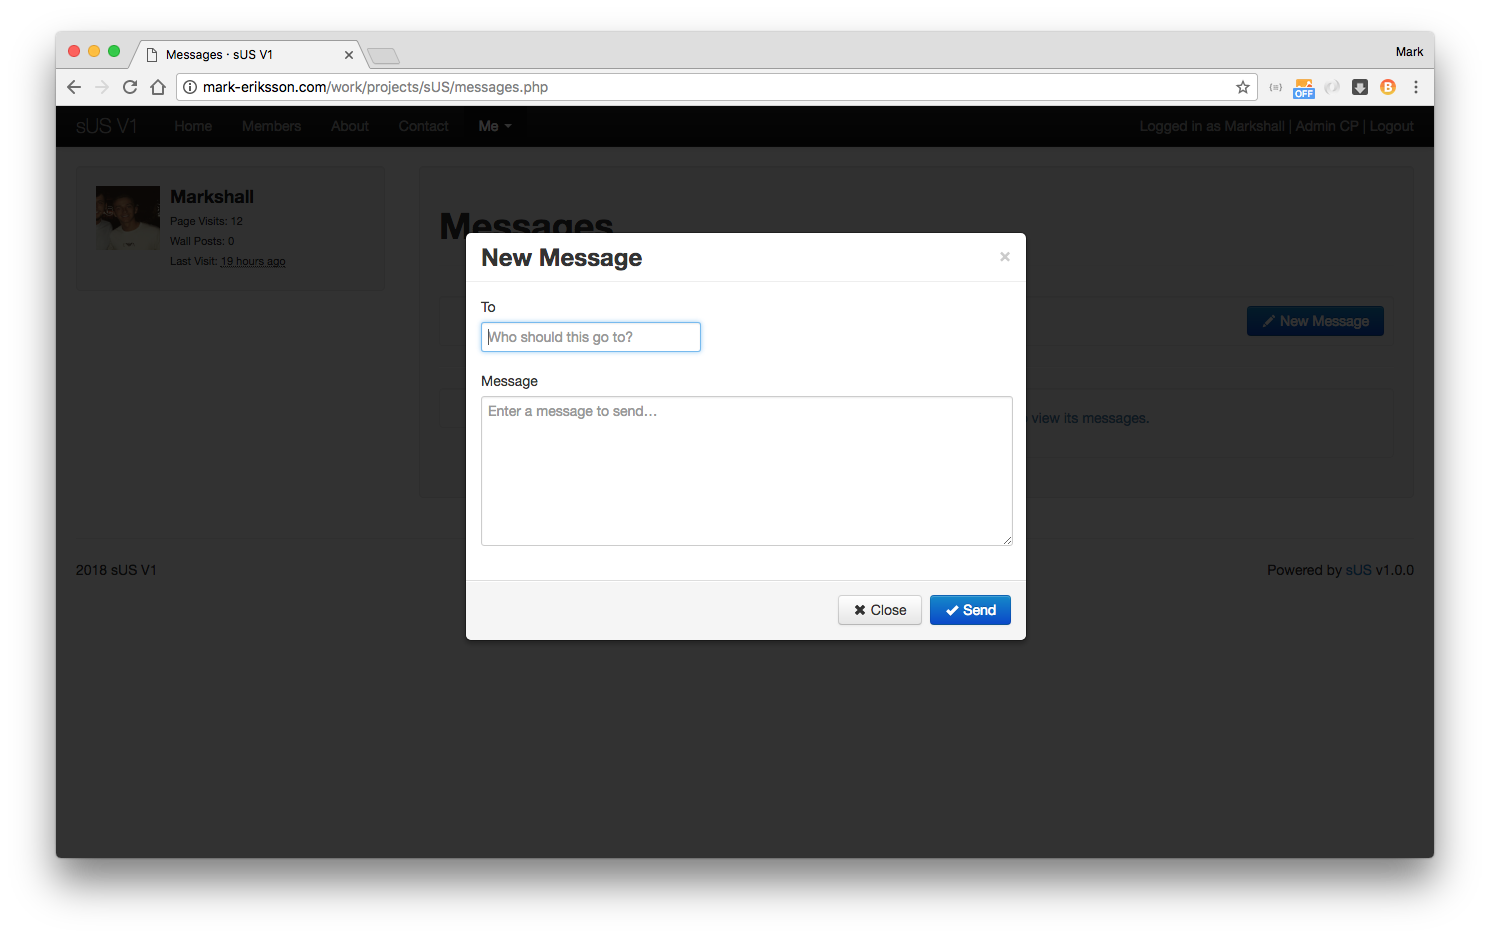 Messages · sUS V1
Mark
mark-eriksson.com/work/projects/sUS/messages.php
OFF
B
sUS V1 Home Members About Contact Me
Logged in as Markshall | Admin CP | Logout
Markshall
Page Visits: 12
Wall Posts: 0
Last Visit: 19 hours ago
Messages
New Message
New Message
×
To
Who should this go to?
Message
Enter a message to send...
view its messages.
Close
Send
2018 sUS V1
Powered by sUS v1.0.0